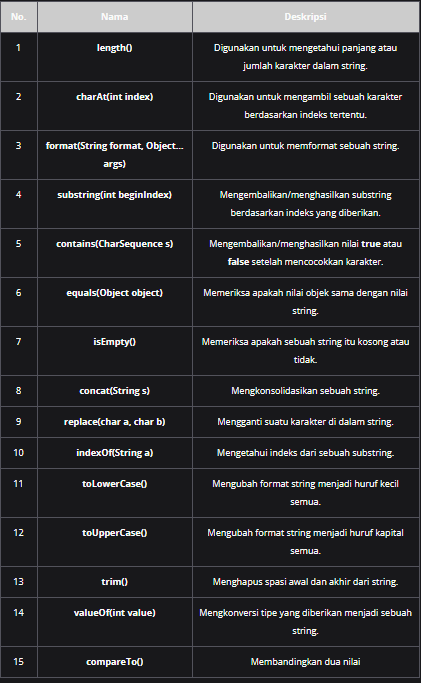 No. Nama Deskripsi
1 length() Digunakan untuk mengetahui panjang atau
jumlah karakter dalam string.
2 charAt(int index) Digunakan untuk mengambil sebuah karakter
berdasarkan indeks tertentu.
3 format(String format, Object... Digunakan untuk memformat sebuah string.
args)
4 substring(int beginIndex) Mengembalikan/menghasilkan substring
berdasarkan indeks yang diberikan.
5 contains(CharSequence s) Mengembalikan/menghasilkan nilai true atau
false setelah mencocokkan karakter.
6 equals(Object object) Memeriksa apakah nilai objek sama dengan nilai
string.
7 isEmpty() Memeriksa apakah sebuah string itu kosong atau
tidak.
8 concat(String s) Mengkonsolidasikan sebuah string.
9 replace(char a, char b) Mengganti suatu karakter di dalam string.
10 indexOf(String a) Mengetahui indeks dari sebuah substring.
11 toLowerCase() Mengubah format string menjadi huruf kecil
semua.
12 toUpperCase() Mengubah format string menjadi huruf kapital
semua.
13 trim() Menghapus spasi awal dan akhir dari string.
14 valueOf(int value) Mengkonversi tipe yang diberikan menjadi sebuah
string.
15 compareTo() Membandingkan dua nilai